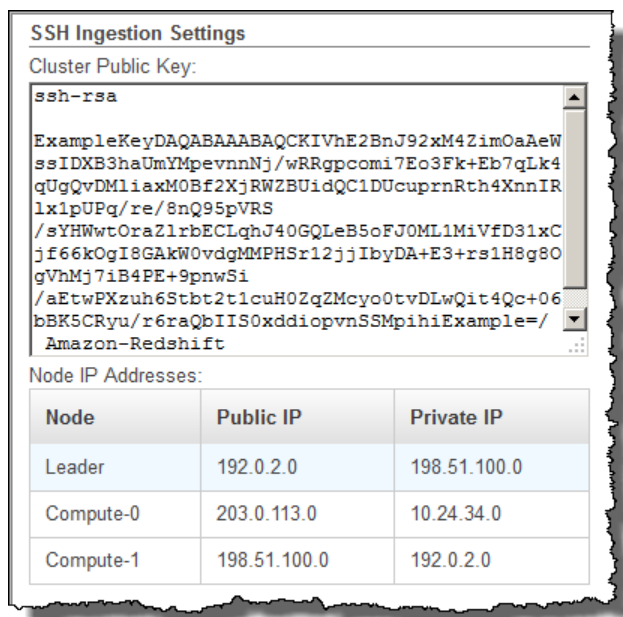 SSH Ingestion Settings
Cluster Public Key:
ssh-rsa
ExampleKeyDAQABAAABAQCKIVhE2BnJ92xM4ZimOaAeW
ssIDXB3haUmYMpevnnNj/wRRgpcomi7Eo3Fk+Eb7qLk4
qUgQvDMliaxM0Bf2XjRWZBUidQC1DUcuprnRth4XnnIR
lx1pUPq/re/8nQ95pVRS
/sYHWwtOraZlrbECLqhJ40GQLeB5oFJ0ML1MiVfD31xC
jf66kOgI8GAkW0vdgMMPHSr12jjIbyDA+E3+rs1H8g8O
gVhMj7iB4PE+9pnwSi
/aEtwPXzuh6Stbt2t1cuH0ZqZMcyo0tvDLwQit4Qc+06
bBK5CRyu/r6raQbIIS0xddiopvnSSMpihiExample=/
Amazon-Redshift
Node IP Addresses:
Node Public IP Private IP
Leader 192.0.2.0 198.51.100.0
Compute-0 203.0.113.0 10.24.34.0
Compute-1 198.51.100.0 192.0.2.0